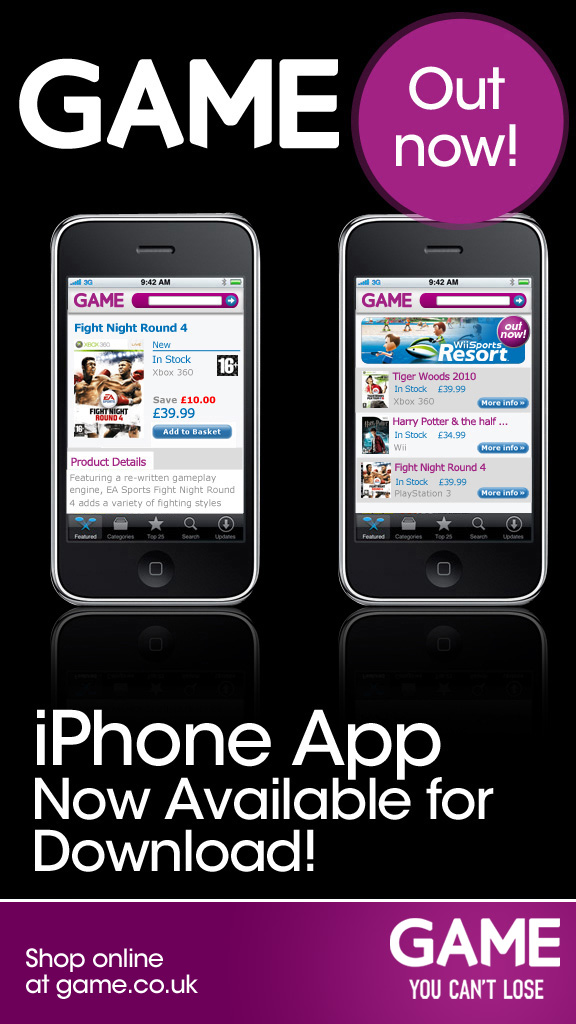 GAME
Out
now!
3G 9:42 AM
GAME
Fight Night Round 4
XBOX 360 LIVE
New
In Stock
Xbox 360
16+
Save £10.00
£39.99
Add to Basket
EA SPORTS
FIGHT NIGHT
ROUND 4
16+
Product Details
Featuring a re-written gameplay
engine, EA Sports Fight Night Round
4 adds a variety of fighting styles
Featured Categories Top 25 Search Updates
3G 9:42 AM
GAME
out
now!
Wii Sports
Resort
Tiger Woods 2010
In Stock £39.99
Xbox 360
More info »
Harry Potter & the half ...
In Stock £34.99
Wii
More info »
Fight Night Round 4
In Stock £39.99
PlayStation 3
More info »
Featured Categories Top 25 Search Updates
iPhone App
Now Available for
Download!
Shop online
at game.co.uk
GAME
YOU CAN'T LOSE